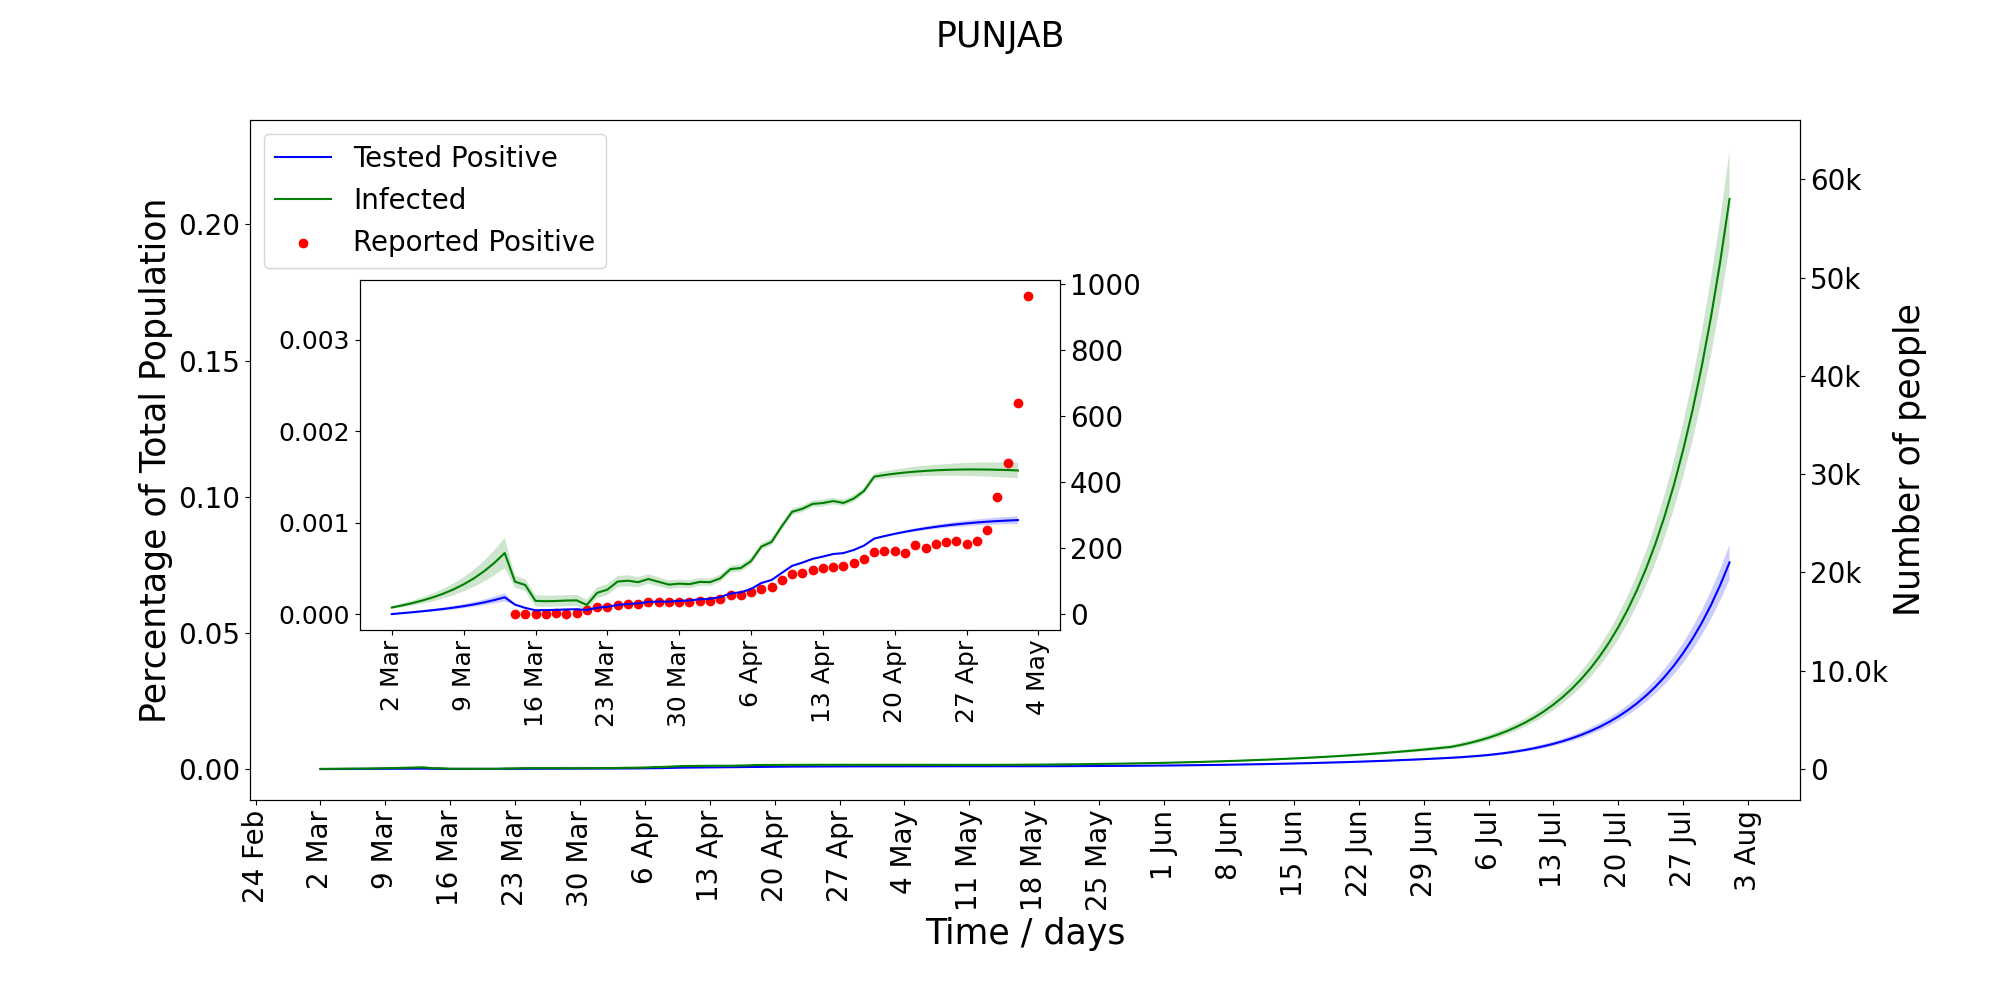 PUNJAB
Tested Positive
Infected
Reported Positive
Percentage of Total Population
0.20
0.15
0.10
0.05
0.00
60k
50k
40k
30k
20k
10.0k
0
Number of people
0.003
0.002
0.001
0.000
1000
800
600
400
200
0
2 Mar
9 Mar
16 Mar
23 Mar
30 Mar
6 Apr
13 Apr
20 Apr
27 Apr
4 May
24 Feb
2 Mar
9 Mar
16 Mar
23 Mar
30 Mar
6 Apr
13 Apr
20 Apr
27 Apr
4 May
11 May
18 May
25 May
1 Jun
8 Jun
15 Jun
22 Jun
29 Jun
6 Jul
13 Jul
20 Jul
27 Jul
3 Aug
Time / days